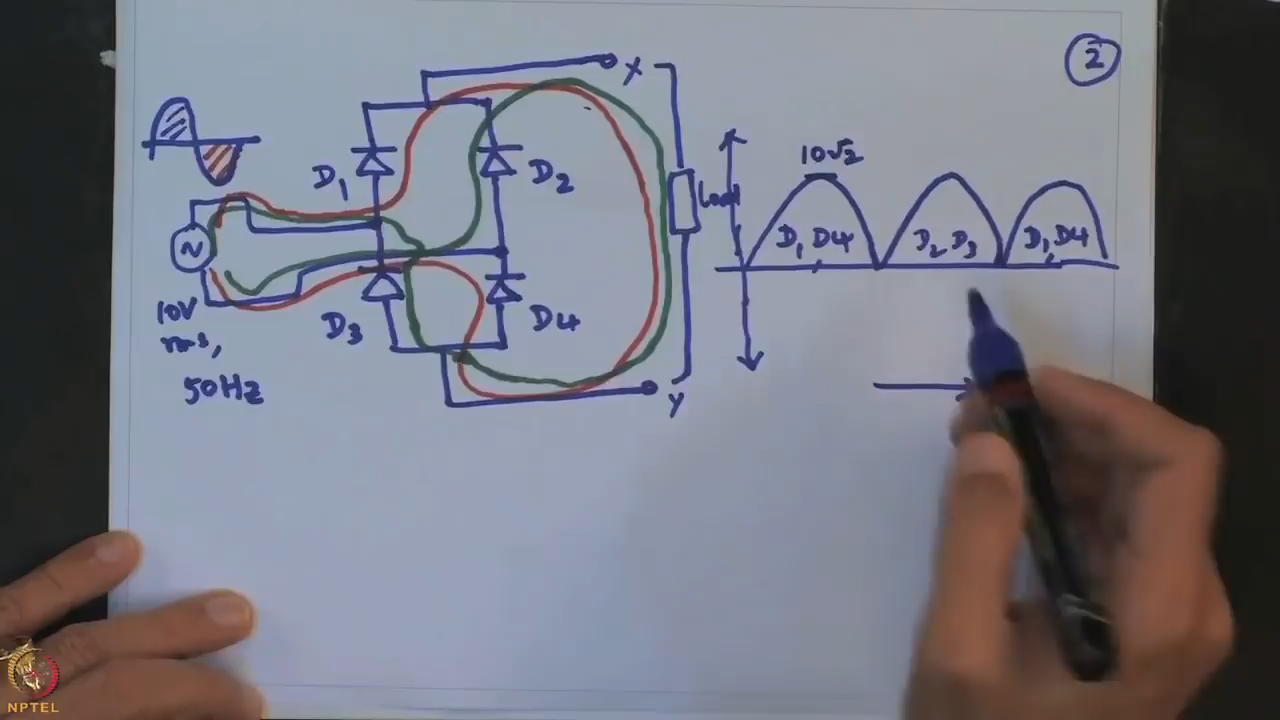 2
X
10√2
D1
D2
Load
D1, D4
D2 D3
D1, D4
~
10V
rms,
50Hz
D3
D4
Y
NPTEL